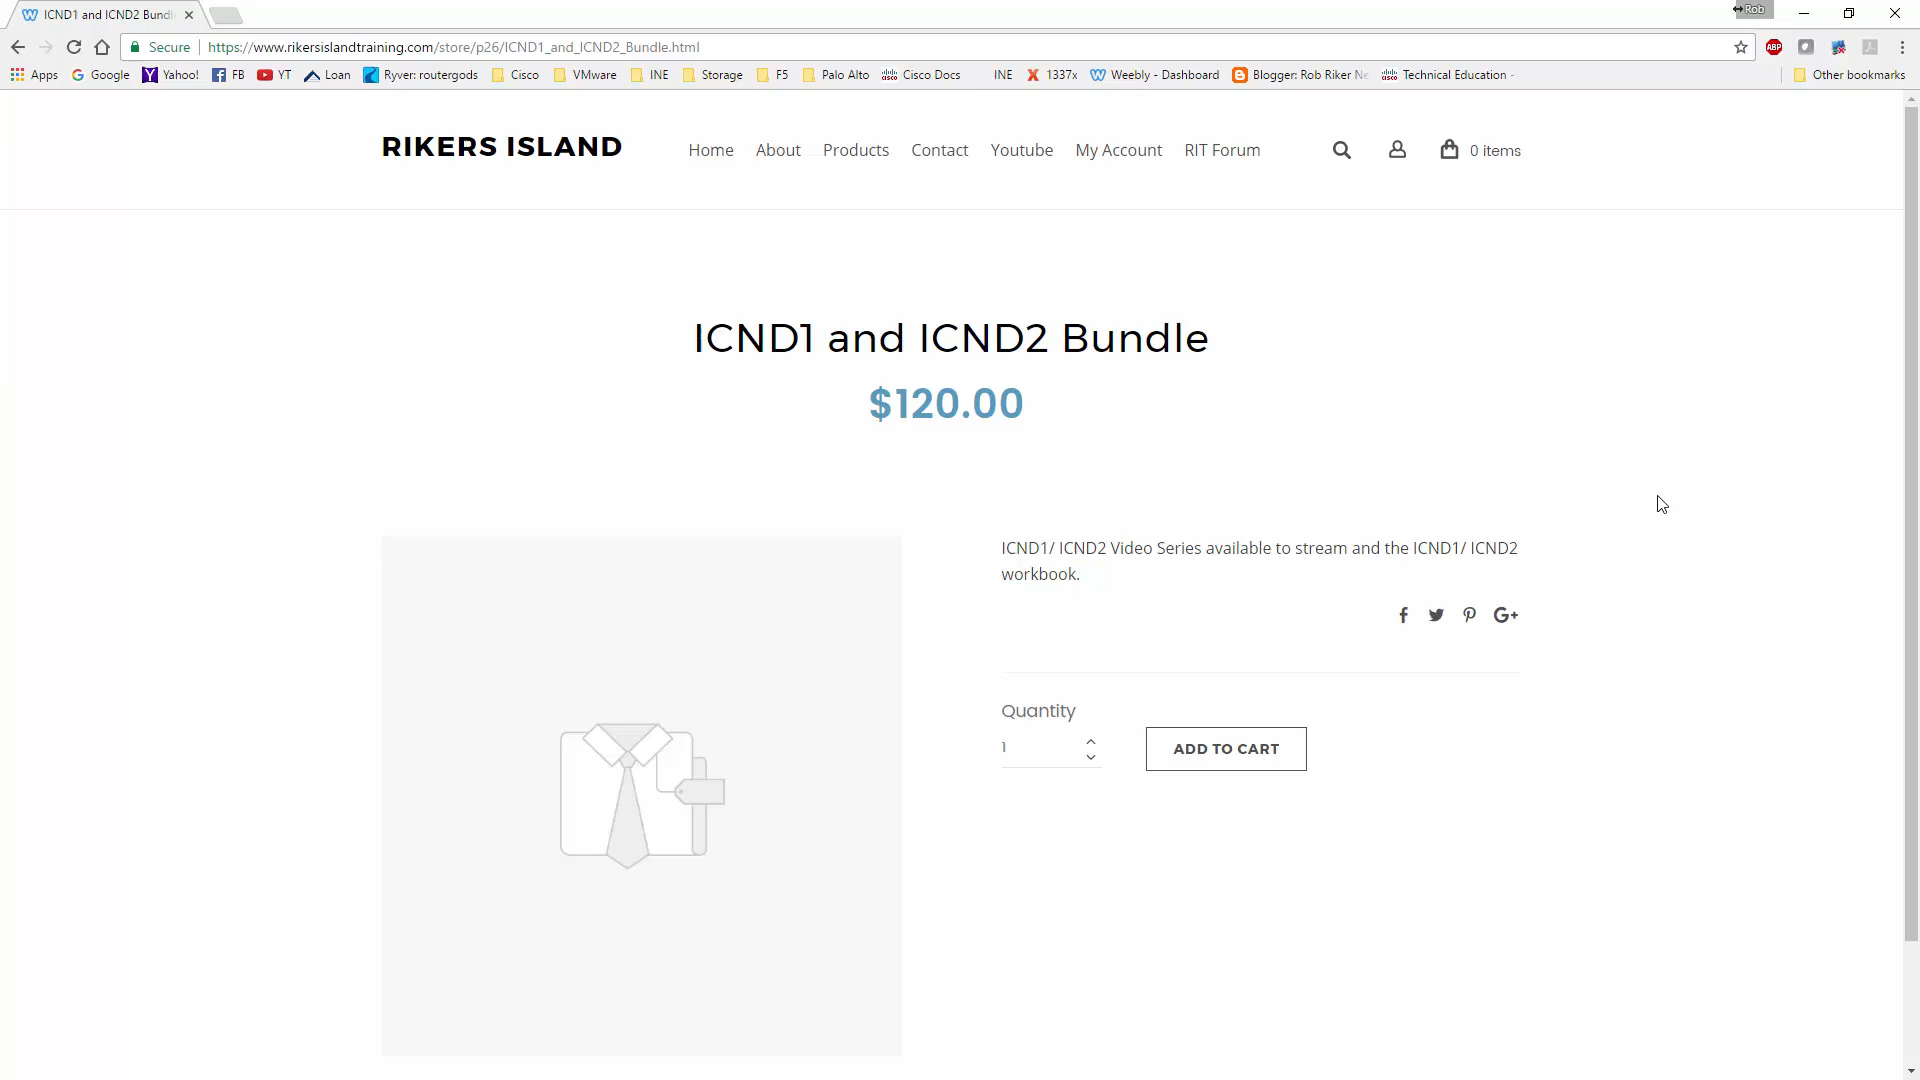 ICND1 and ICND2 Bundl
Rob
Secure
https://www.rikersislandtraining.com/store/p26/ICND1_and_ICND2_Bundle.html
ABP
Apps Google Yahoo! FB YT Loan Ryver: routergods Cisco VMware INE Storage F5 Palo Alto Cisco Docs INE 1337x Weebly - Dashboard Blogger: Rob Riker Ne Technical Education - Other bookmarks
RIKERS ISLAND
Home About Products Contact Youtube My Account RIT Forum 0 items
ICND1 and ICND2 Bundle
$120.00
ICND1/ ICND2 Video Series available to stream and the ICND1/ ICND2
workbook.
G+
Quantity
1
ADD TO CART